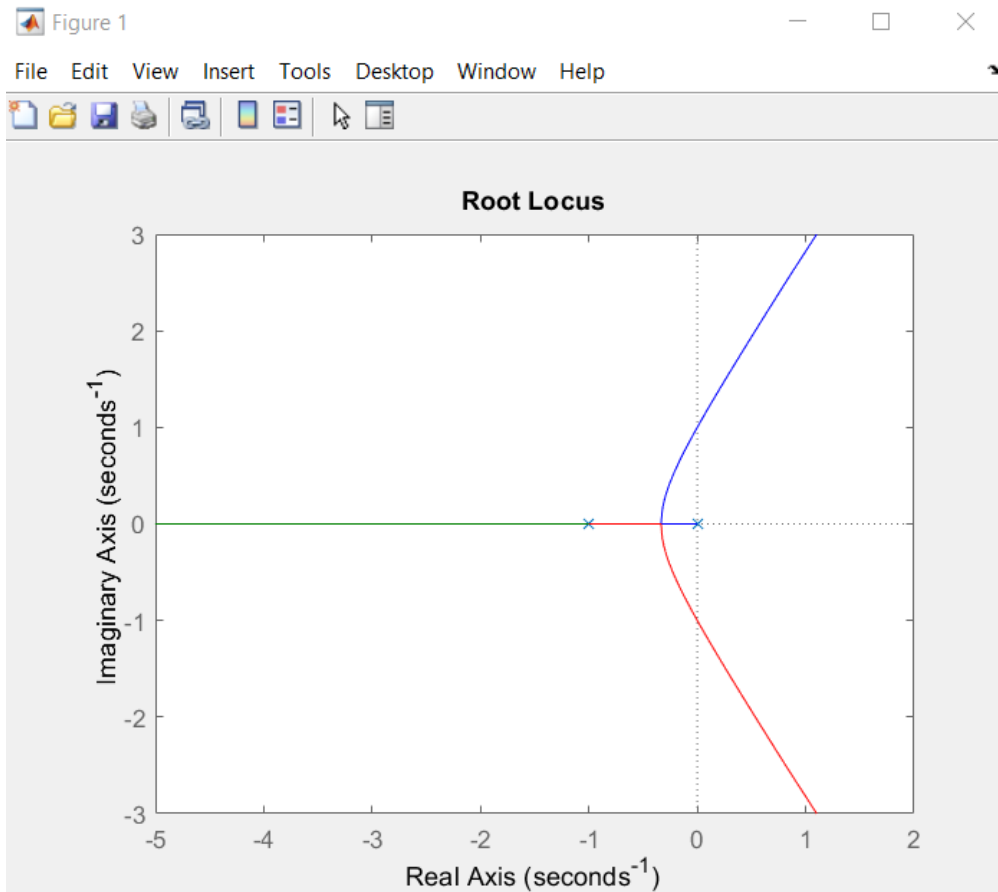 Figure 1
File Edit View Insert Tools Desktop Window Help
Root Locus
3
2
1
0
-1
-2
-3
Imaginary Axis (seconds⁻¹)
-5 -4 -3 -2 -1 0 1 2
Real Axis (seconds⁻¹)